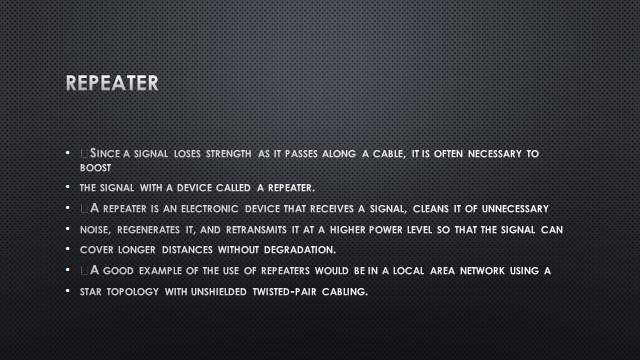 REPEATER
• □SINCE A SIGNAL LOSES STRENGTH AS IT PASSES ALONG A CABLE, IT IS OFTEN NECESSARY TO
BOOST
• THE SIGNAL WITH A DEVICE CALLED A REPEATER.
• □A REPEATER IS AN ELECTRONIC DEVICE THAT RECEIVES A SIGNAL, CLEANS IT OF UNNECESSARY
• NOISE, REGENERATES IT, AND RETRANSMITS IT AT A HIGHER POWER LEVEL SO THAT THE SIGNAL CAN
• COVER LONGER DISTANCES WITHOUT DEGRADATION.
• □A GOOD EXAMPLE OF THE USE OF REPEATERS WOULD BE IN A LOCAL AREA NETWORK USING A
• STAR TOPOLOGY WITH UNSHIELDED TWISTED-PAIR CABLING.